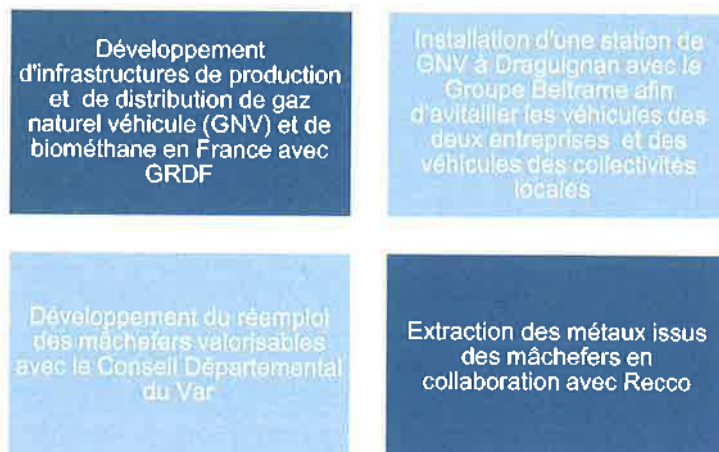 Développement
d'infrastructures de production
et de distribution de gaz
naturel véhicule (GNV) et de
biométhane en France avec
GRDF
Installation d'une station de
GNV à Draguignan avec le
Groupe Beltrame afin
d'avitailler les véhicules des
deux entreprises et des
véhicules des collectivités
locales
Développement du réemploi
des mâchefers valorisables
avec le Conseil Départemental
du Var
Extraction des métaux issus
des mâchefers en
collaboration avec Recco